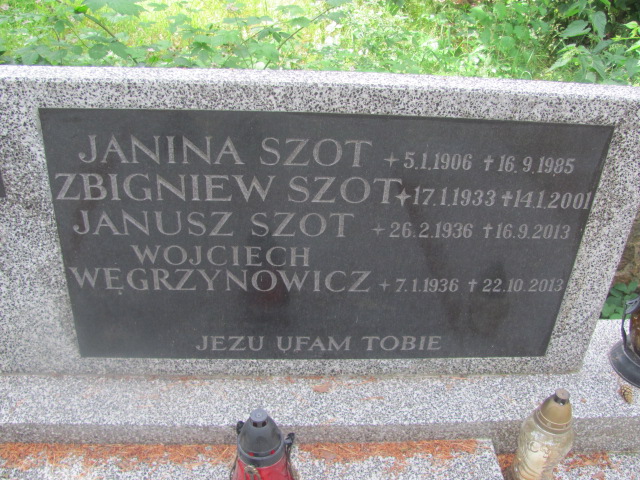 JANINA SZOT ✦ 5.1.1906 ✝ 16.9.1985
ZBIGNIEW SZOT ✦ 17.1.1933 ✝ 14.1.2001
JANUSZ SZOT ✦ 26.2.1936 ✝ 16.9.2013
WOJCIECH
WĘGRZYNOWICZ ✦ 7.1.1936 ✝ 22.10.2013
JEZU UFAM TOBIE